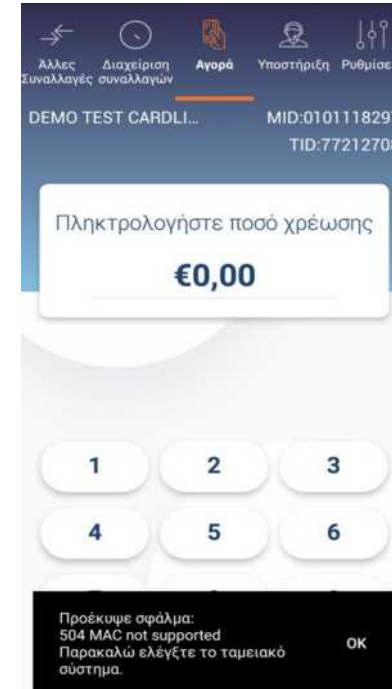 Άλλες Συναλλαγές
Διαχείριση συναλλαγών
Αγορά
Υποστήριξη
DEMO TEST CARDLI...
MID:010111829
TID:7721270
Πληκτρολογήστε ποσό χρέωσης
€0,00
1 2 3
4 5 6
Προέκυψε σφάλμα:
504 MAC not supported
Παρακαλώ ελέγξτε το ταμειακό
σύστημα.
OK